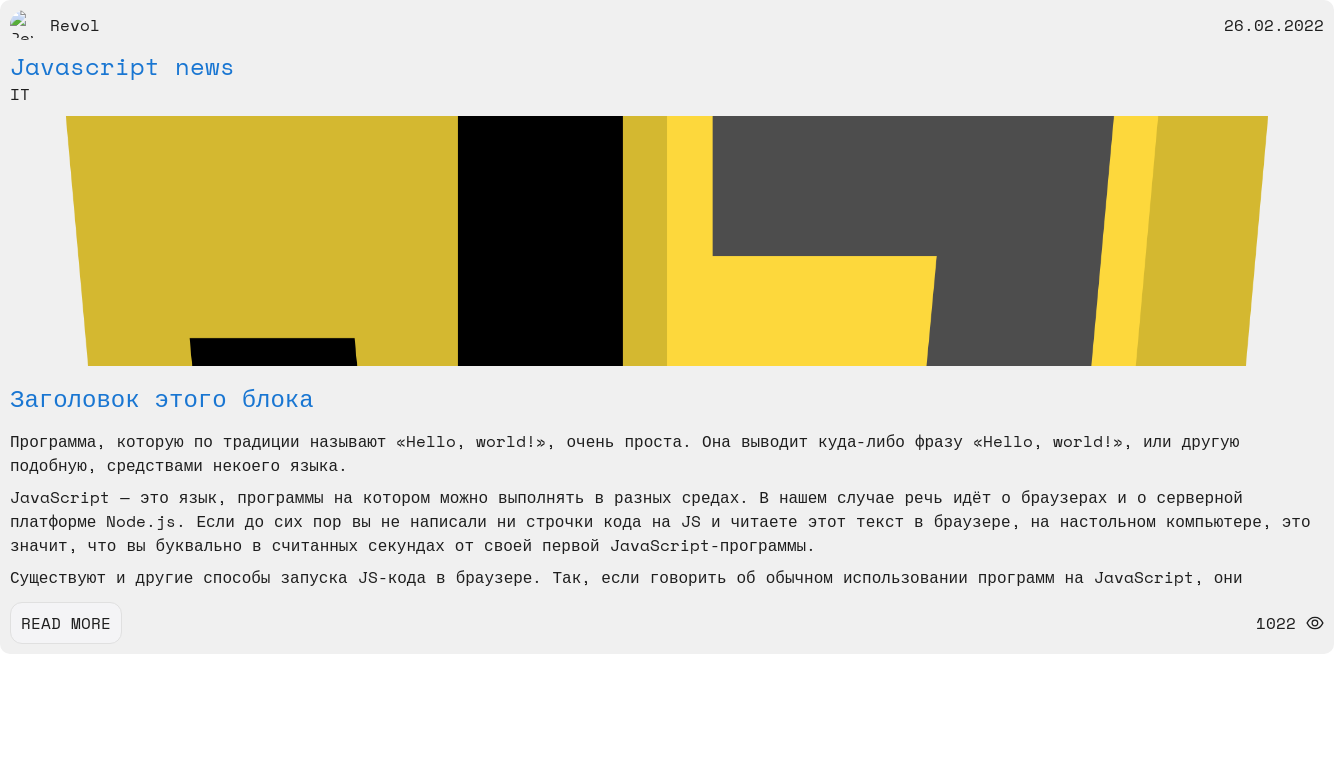 Revol
26.02.2022
Javascript news
IT
Заголовок этого блока
Программа, которую по традиции называют «Hello, world!», очень проста. Она выводит куда-либо фразу «Hello, world!», или другую
подобную, средствами некоего языка.
JavaScript — это язык, программы на котором можно выполнять в разных средах. В нашем случае речь идёт о браузерах и о серверной
платформе Node.js. Если до сих пор вы не написали ни строчки кода на JS и читаете этот текст в браузере, на настольном компьютере, это
значит, что вы буквально в считанных секундах от своей первой JavaScript-программы.
Существуют и другие способы запуска JS-кода в браузере. Так, если говорить об обычном использовании программ на JavaScript, они
READ MORE
1022